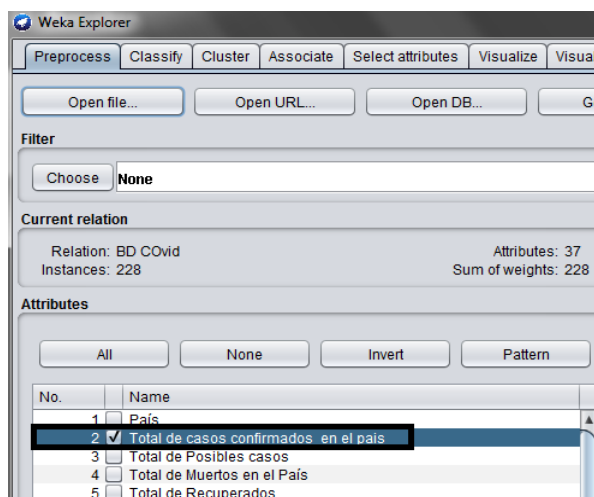 Weka Explorer
Preprocess Classify Cluster Associate Select attributes Visualize Visua
Open file... Open URL... Open DB... G
Filter
Choose None
Current relation
Relation: BD COvid Attributes: 37
Instances: 228 Sum of weights: 228
Attributes
All None Invert Pattern
No. Name
1 País
2 Total de casos confirmados en el pais
3 Total de Posibles casos
4 Total de Muertos en el País
5 Total de Recuperados